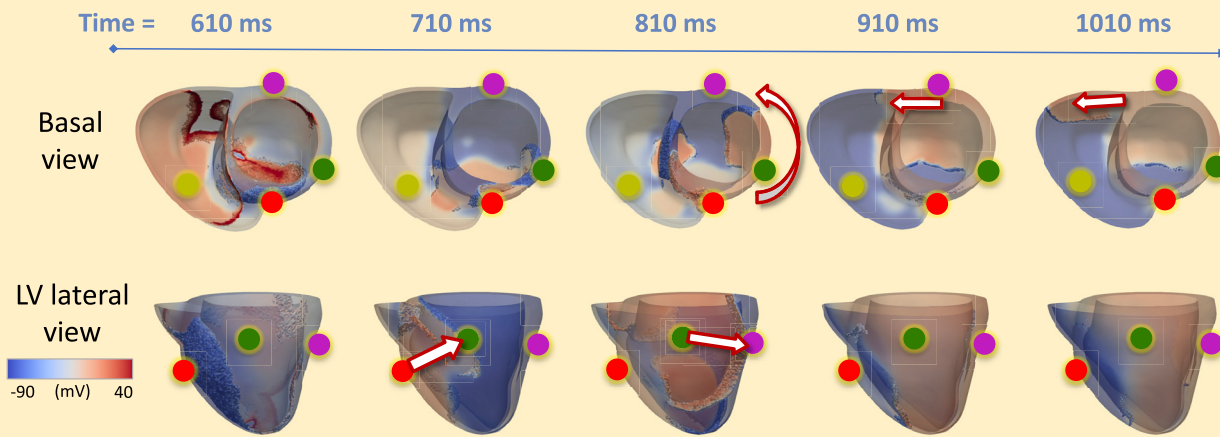 Time = 610 ms 710 ms 810 ms 910 ms 1010 ms
Basal
view
LV lateral
view
-90 (mV) 40